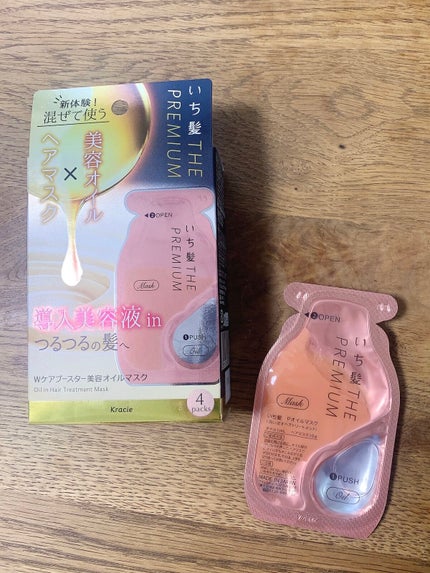 新体験！
混ぜて使う
美容オイル
×
ヘアマスク
いち髪 THE
PREMIUM
◀②OPEN
いち髪 THE
PREMIUM
Mask
①PUSH
Oil
導入美容液 in
つるつるの髪へ
Wケアブースター美容オイルマスク
Oil in Hair Treatment Mask
Kracie
4
packs
◀②OPEN
いち髪 THE
PREMIUM
Mask
①PUSH
Oil
MADE IN JAPAN